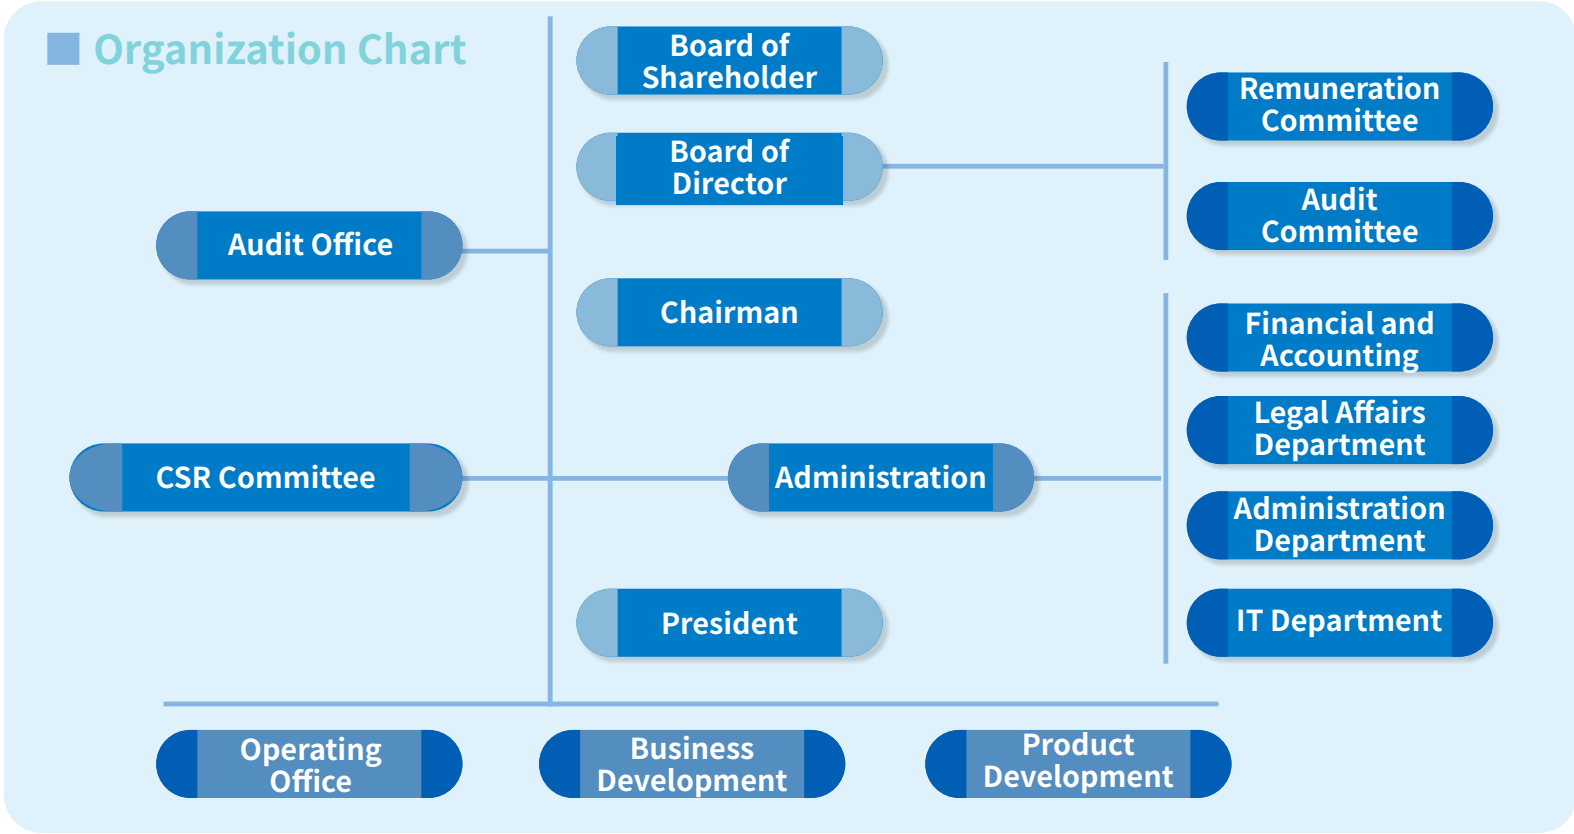 Organization Chart
Board of
Shareholder
Board of
Director
Remuneration
Committee
Audit
Committee
Audit Office
Chairman
Financial and
Accounting
Legal Affairs
Department
CSR Committee
Administration
Administration
Department
President
IT Department
Operating
Office
Business
Development
Product
Development